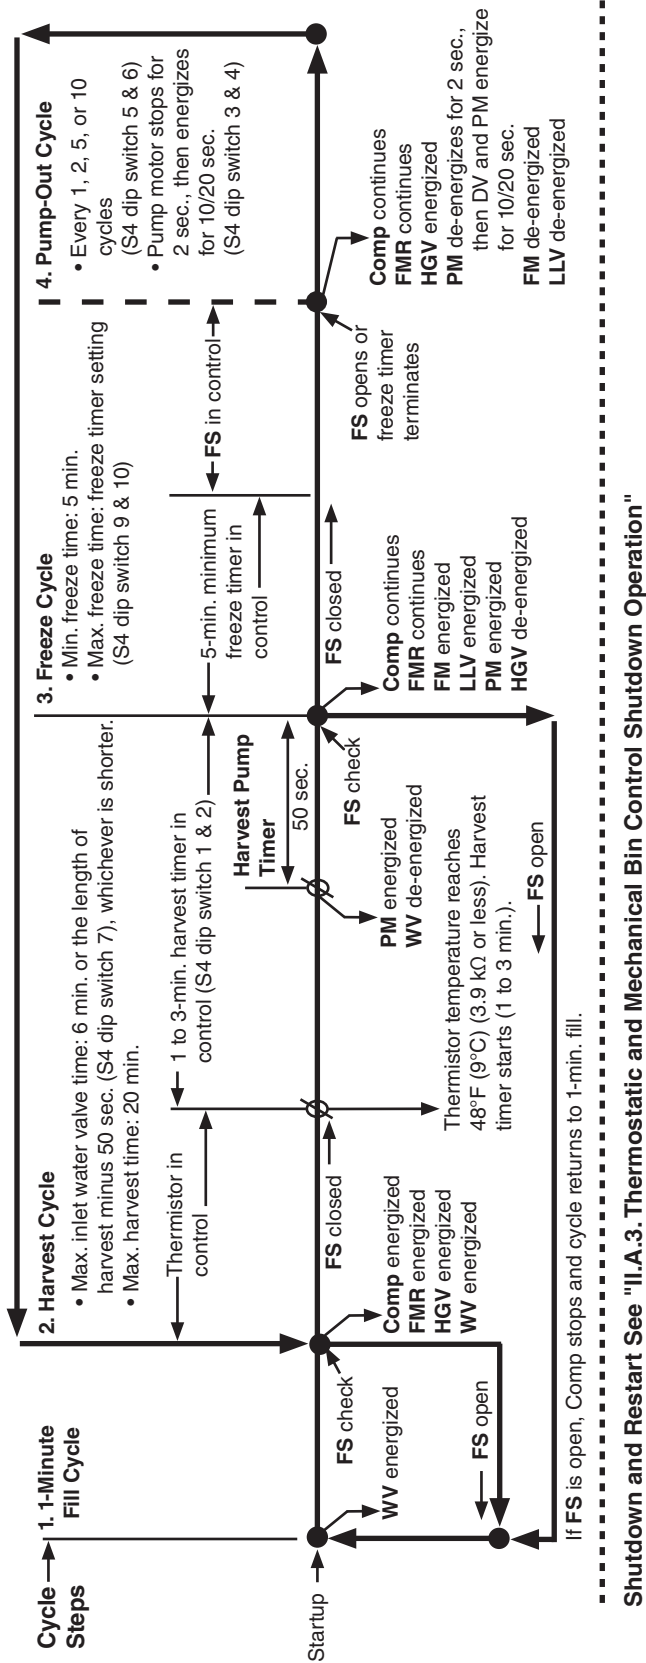 Cycle
Steps
1. 1-Minute
Fill Cycle
2. Harvest Cycle
• Max. inlet water valve time: 6 min. or the length of
harvest minus 50 sec. (S4 dip switch 7), whichever is shorter.
• Max. harvest time: 20 min.
3. Freeze Cycle
• Min. freeze time: 5 min.
• Max. freeze time: freeze timer setting
(S4 dip switch 9 & 10)
4. Pump-Out Cycle
• Every 1, 2, 5, or 10
cycles
(S4 dip switch 5 & 6)
• Pump motor stops for
2 sec., then energizes
for 10/20 sec.
(S4 dip switch 3 & 4)
Thermistor in
control
1 to 3-min. harvest timer in
control (S4 dip switch 1 & 2)
Harvest Pump
Timer
50 sec.
5-min. minimum
freeze timer in
control
FS in control
Startup
WV energized
FS check
FS closed
FS check
FS closed
FS opens or
freeze timer
terminates
Comp energized
FMR energized
HGV energized
WV energized
Thermistor temperature reaches
48°F (9°C) (3.9 kΩ or less). Harvest
timer starts (1 to 3 min.).
PM energized
WV de-energized
Comp continues
FMR continues
FM energized
LLV energized
PM energized
HGV de-energized
Comp continues
FMR continues
HGV energized
PM de-energizes for 2 sec.,
then DV and PM energize
for 10/20 sec.
FM de-energized
LLV de-energized
FS open
FS open
If FS is open, Comp stops and cycle returns to 1-min. fill.
Shutdown and Restart See "II.A.3. Thermostatic and Mechanical Bin Control Shutdown Operation"